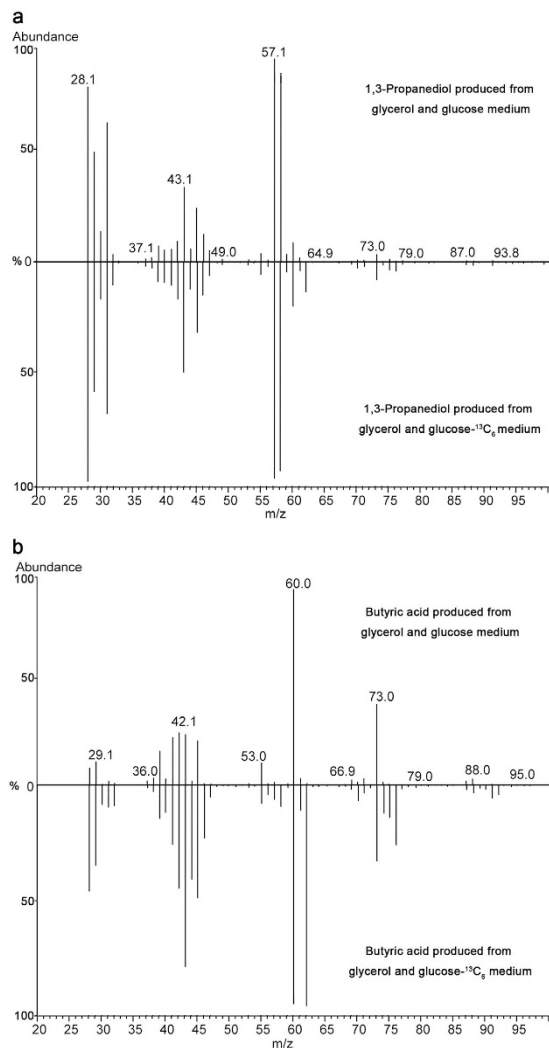 a
Abundance
100
57.1
28.1
1,3-Propanediol produced from
glycerol and glucose medium
50
43.1
37.1 49.0 64.9 73.0 79.0 87.0 93.8
% 0
50
1,3-Propanediol produced from
glycerol and glucose-¹³C₆ medium
100
20 25 30 35 40 45 50 55 60 65 70 75 80 85 90 95
m/z
b
Abundance
100
60.0
Butyric acid produced from
glycerol and glucose medium
50
42.1 73.0
29.1 36.0 53.0 66.9 79.0 88.0 95.0
% 0
50
Butyric acid produced from
glycerol and glucose-¹³C₆ medium
100
20 25 30 35 40 45 50 55 60 65 70 75 80 85 90 95
m/z